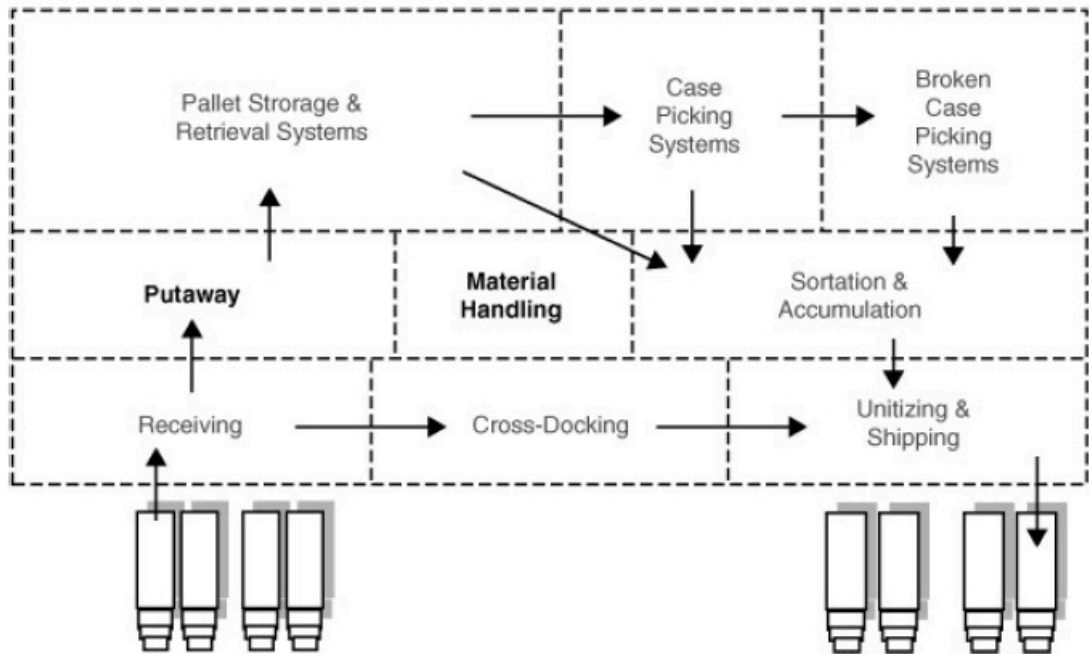 Pallet Strorage &
Retrieval Systems
Case
Picking
Systems
Broken
Case
Picking
Systems
Putaway
Material
Handling
Sortation &
Accumulation
Receiving
Cross-Docking
Unitizing &
Shipping